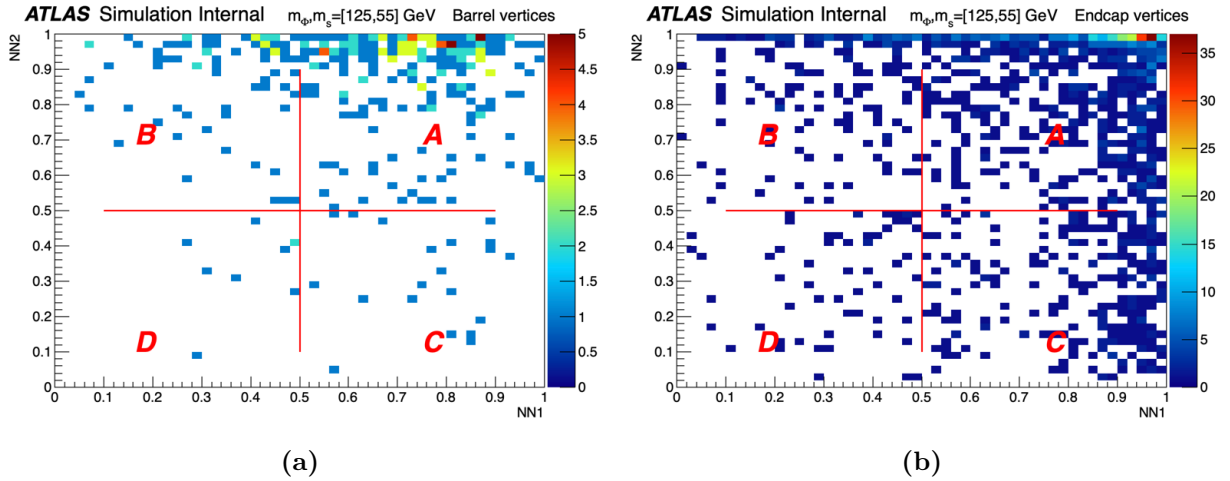 ATLAS Simulation Internal m_Φ,m_s=[125,55] GeV Barrel vertices
NN2
1
0.9
0.8
0.7
0.6
0.5
0.4
0.3
0.2
0.1
0
B
A
D
C
0 0.1 0.2 0.3 0.4 0.5 0.6 0.7 0.8 0.9 1
NN1
5
4.5
4
3.5
3
2.5
2
1.5
1
0.5
0
(a)
ATLAS Simulation Internal m_Φ,m_s=[125,55] GeV Endcap vertices
NN2
1
0.9
0.8
0.7
0.6
0.5
0.4
0.3
0.2
0.1
0
B
A
D
C
0 0.1 0.2 0.3 0.4 0.5 0.6 0.7 0.8 0.9 1
NN1
35
30
25
20
15
10
5
0
(b)